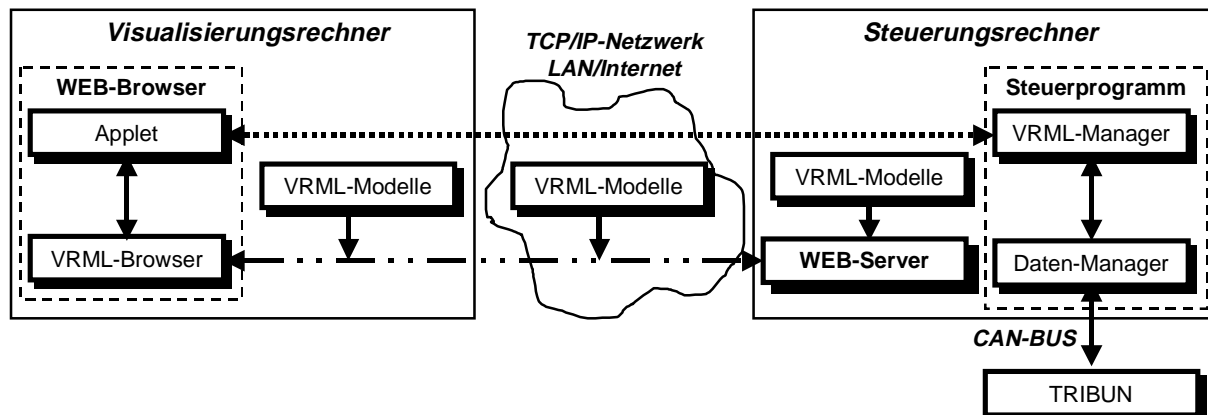 Visualisierungsrechner
WEB-Browser
Applet
VRML-Modelle
VRML-Browser
TCP/IP-Netzwerk
LAN/Internet
VRML-Modelle
Steuerungsrechner
Steuerprogramm
VRML-Manager
VRML-Modelle
WEB-Server
Daten-Manager
CAN-BUS
TRIBUN